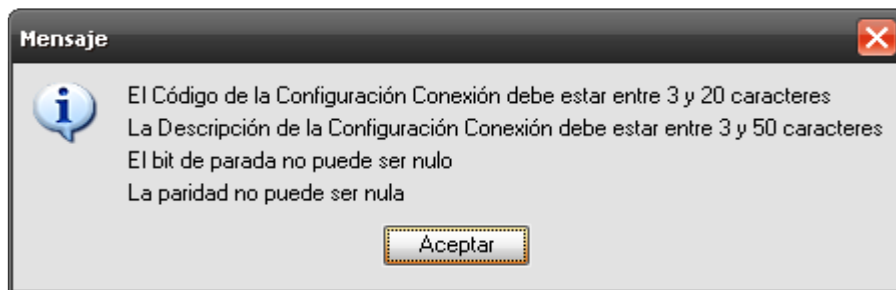 Mensaje
El Código de la Configuración Conexión debe estar entre 3 y 20 caracteres
La Descripción de la Configuración Conexión debe estar entre 3 y 50 caracteres
El bit de parada no puede ser nulo
La paridad no puede ser nula
Aceptar